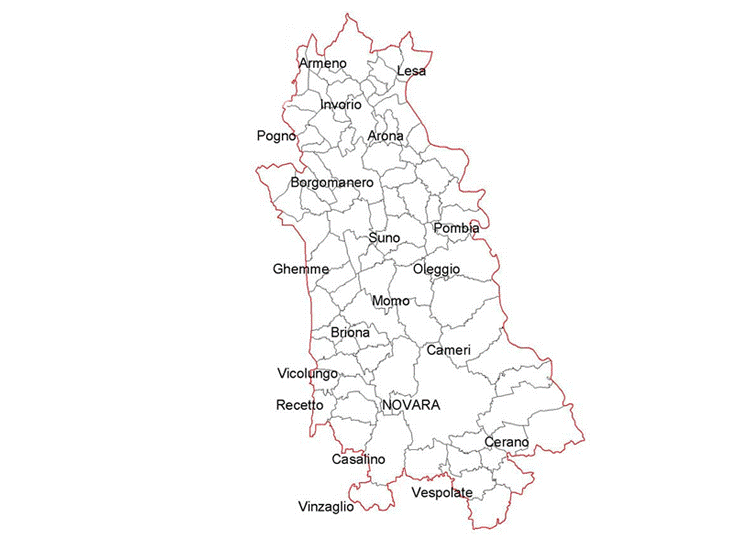 Armeno
Lesa
Invorio
Pogno
Arona
Borgomanero
Pombia
Suno
Ghemme
Oleggio
Momo
Briona
Cameri
Vicolungo
Recetto
NOVARA
Cerano
Casalino
Vespolate
Vinzaglio